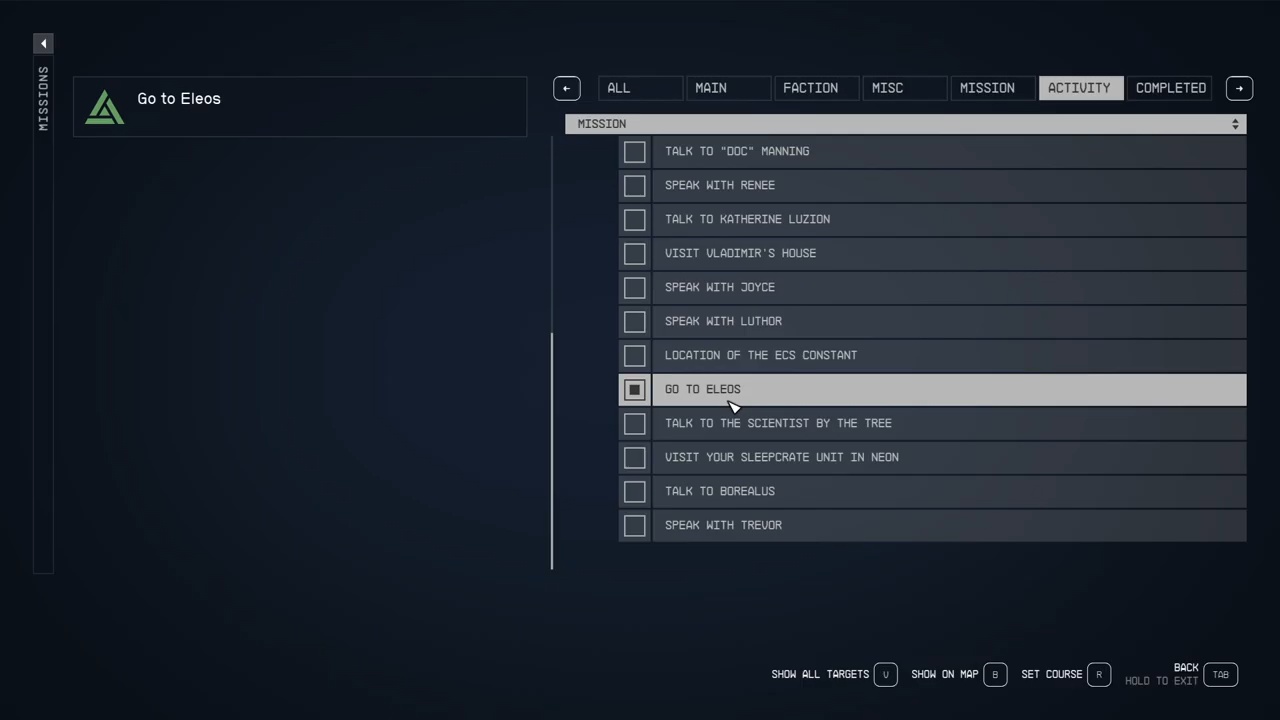 MISSIONS
Go to Eleos
ALL MAIN FACTION MISC MISSION ACTIVITY COMPLETED
MISSION
TALK TO "DOC" MANNING
SPEAK WITH RENEE
TALK TO KATHERINE LUZION
VISIT VLADIMIR'S HOUSE
SPEAK WITH JOYCE
SPEAK WITH LUTHOR
LOCATION OF THE ECS CONSTANT
GO TO ELEOS
TALK TO THE SCIENTIST BY THE TREE
VISIT YOUR SLEEPCRATE UNIT IN NEON
TALK TO BOREALUS
SPEAK WITH TREVOR
SHOW ALL TARGETS V SHOW ON MAP B SET COURSE R BACK TAB
HOLD TO EXIT